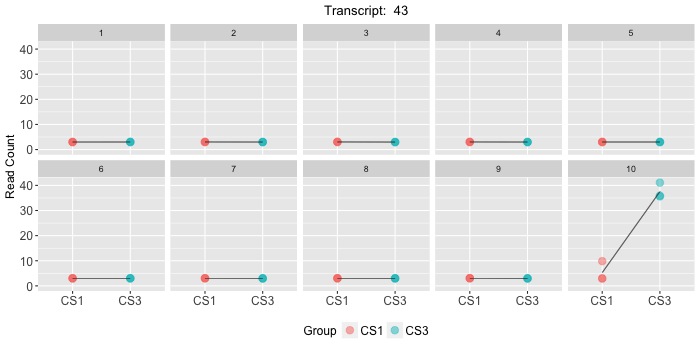 Transcript:  43
1 2 3 4 5
40
30
20
10
0
Read Count
6 7 8 9 10
40
30
20
10
0
CS1 CS3 CS1 CS3 CS1 CS3 CS1 CS3 CS1 CS3
Group CS1 CS3